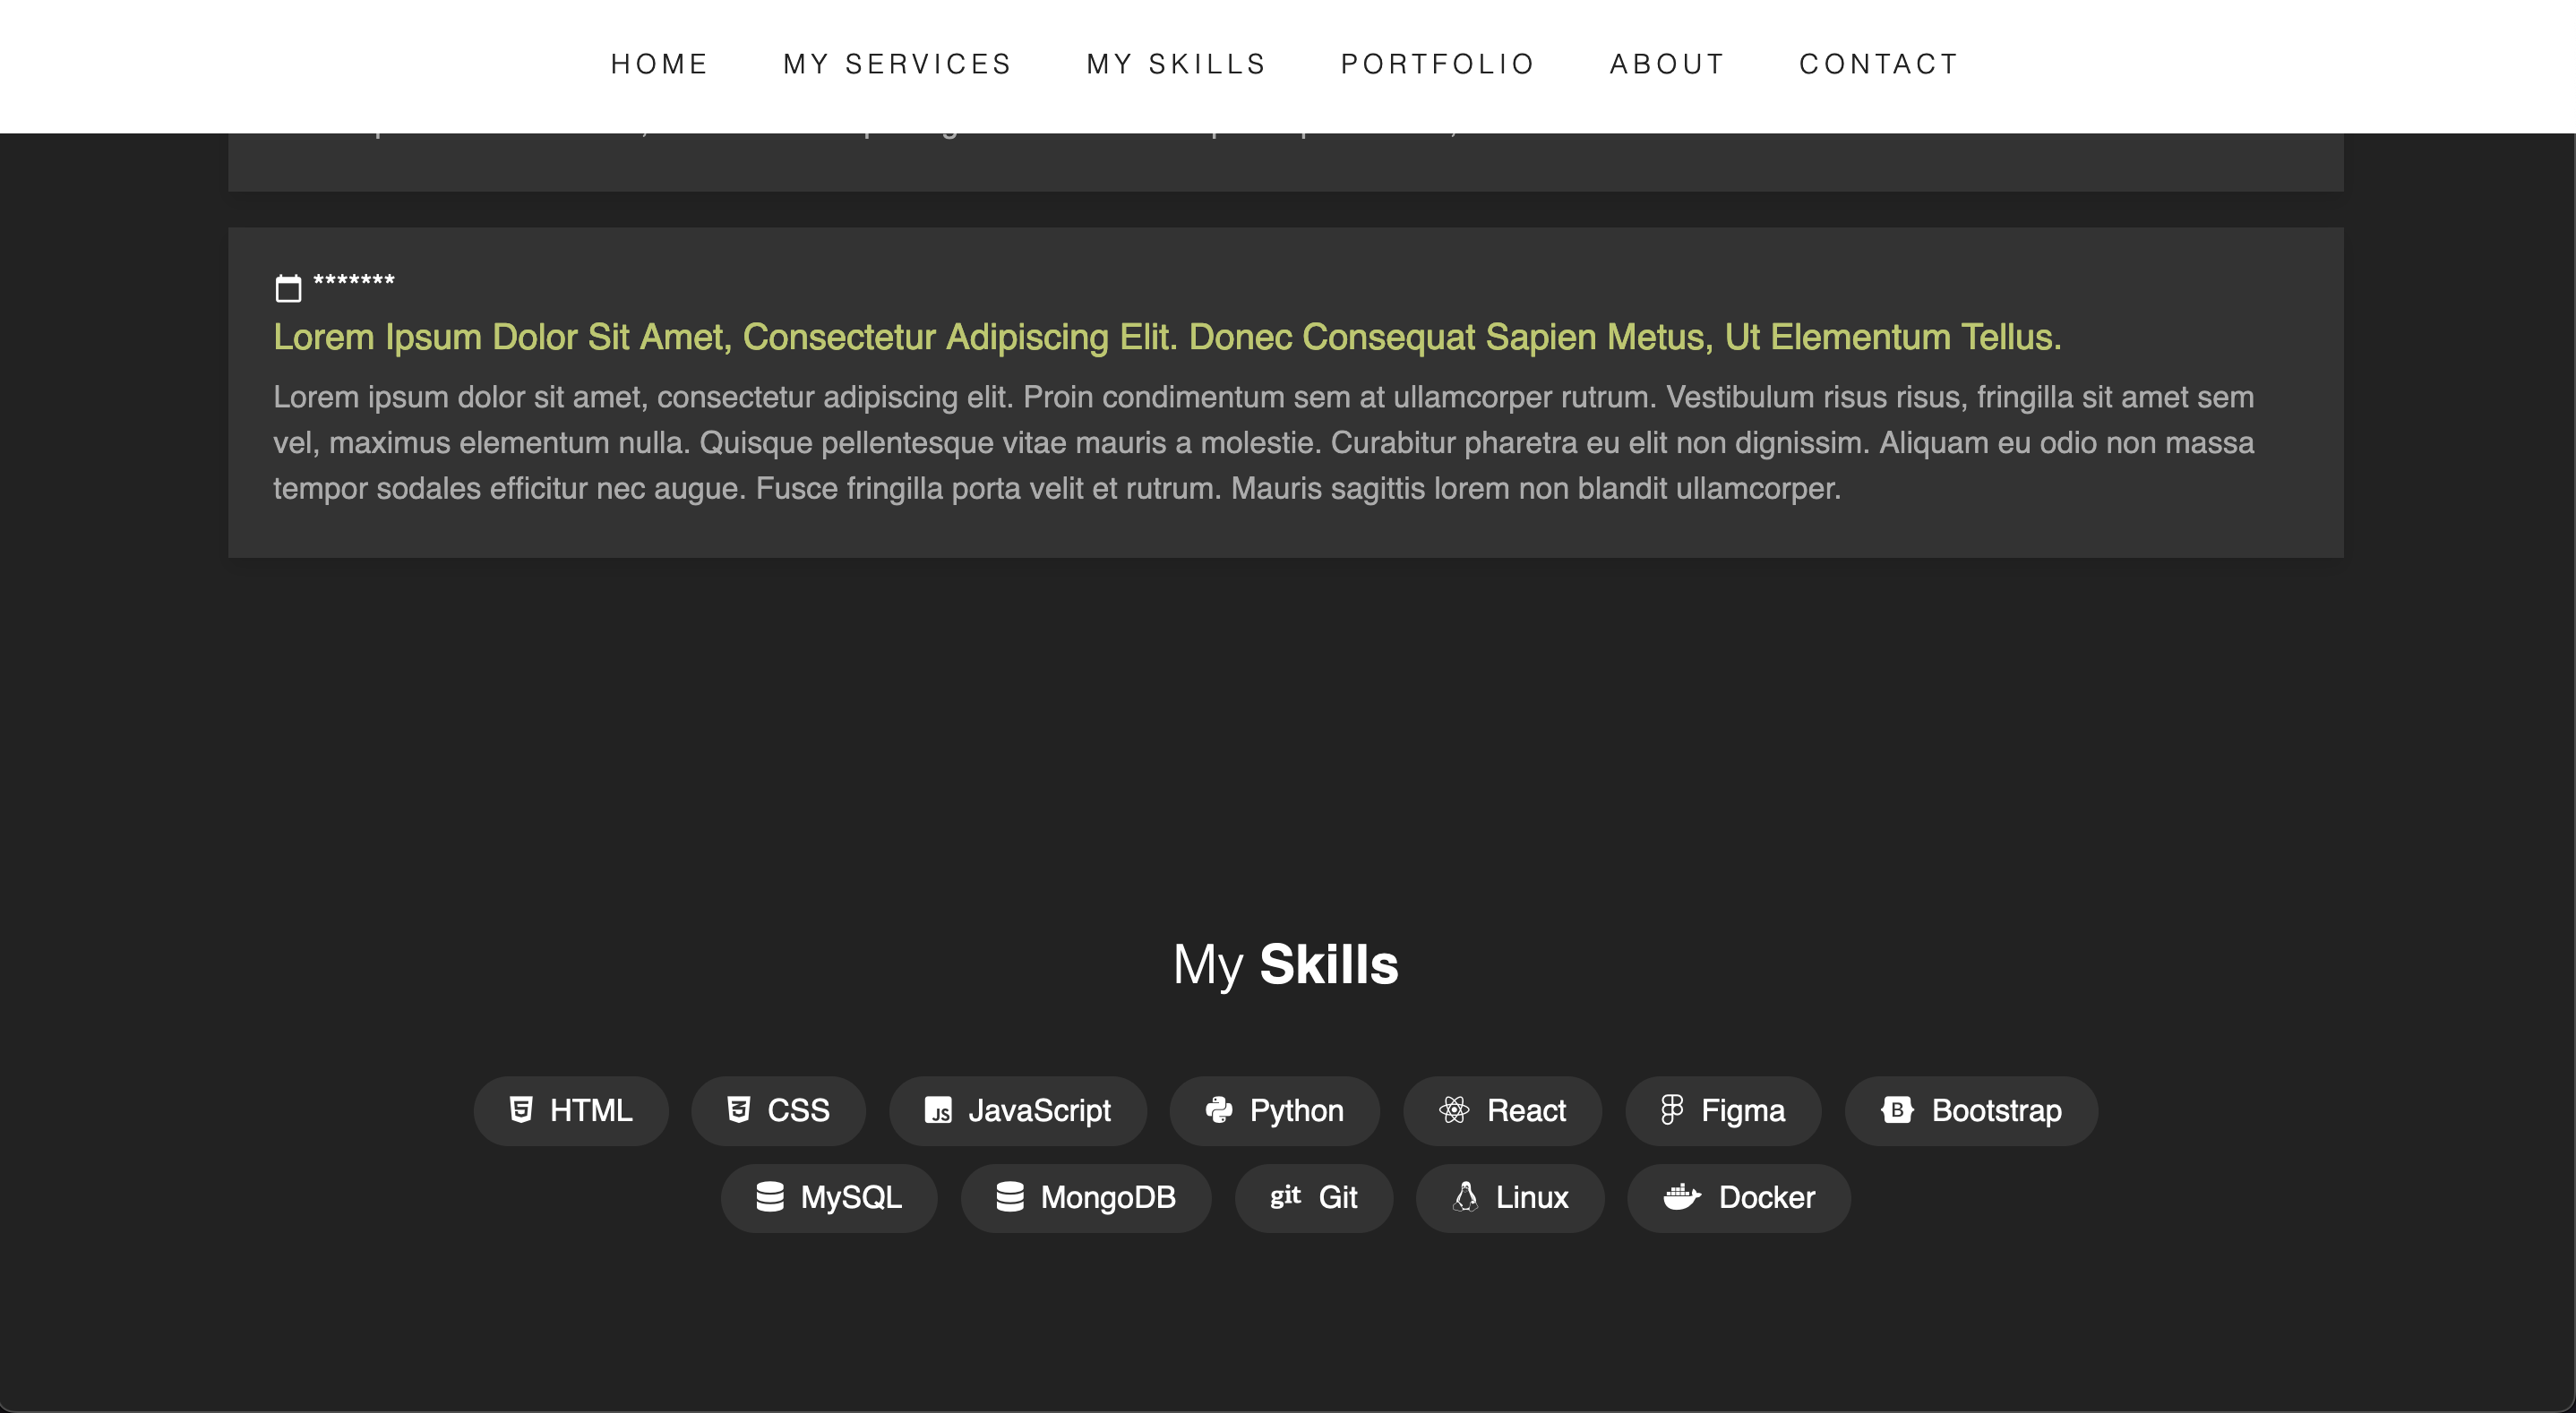 HOME MY SERVICES MY SKILLS PORTFOLIO ABOUT CONTACT
*******
Lorem Ipsum Dolor Sit Amet, Consectetur Adipiscing Elit. Donec Consequat Sapien Metus, Ut Elementum Tellus.
Lorem ipsum dolor sit amet, consectetur adipiscing elit. Proin condimentum sem at ullamcorper rutrum. Vestibulum risus risus, fringilla sit amet sem
vel, maximus elementum nulla. Quisque pellentesque vitae mauris a molestie. Curabitur pharetra eu elit non dignissim. Aliquam eu odio non massa
tempor sodales efficitur nec augue. Fusce fringilla porta velit et rutrum. Mauris sagittis lorem non blandit ullamcorper.
My Skills
5 HTML 3 CSS JS JavaScript Python React Figma B Bootstrap
MySQL MongoDB git Git Linux Docker